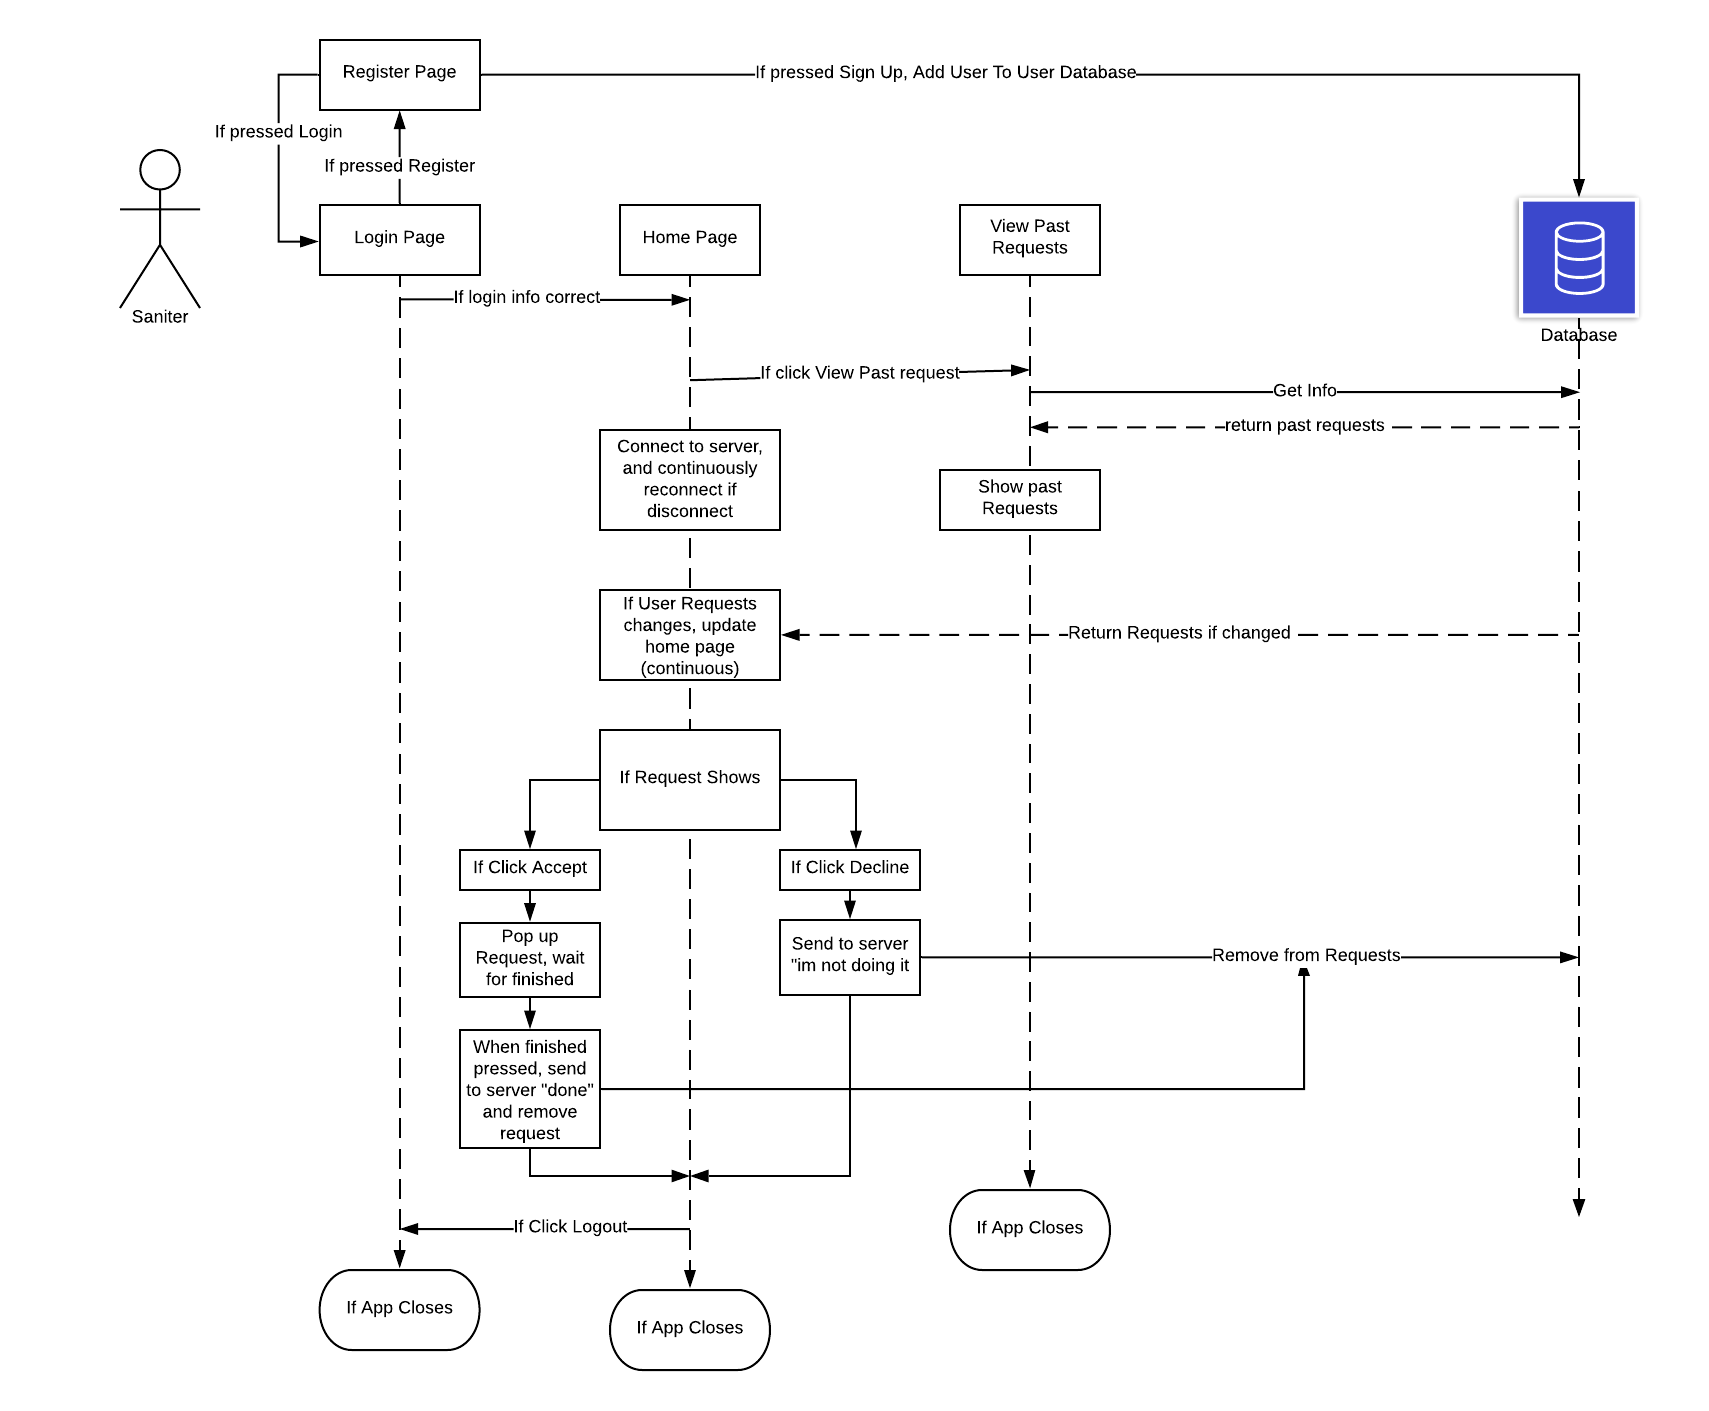 Register Page
If pressed Sign Up, Add User To User Database
If pressed Login
If pressed Register
Saniter
Login Page
Home Page
View Past
Requests
Database
If login info correct
If click View Past request
Get Info
return past requests
Connect to server,
and continuously
reconnect if
disconnect
Show past
Requests
If User Requests
changes, update
home page
(continuous)
Return Requests if changed
If Request Shows
If Click Accept
If Click Decline
Pop up
Request, wait
for finished
Send to server
"im not doing it
Remove from Requests
When finished
pressed, send
to server "done"
and remove
request
If Click Logout
If App Closes
If App Closes
If App Closes